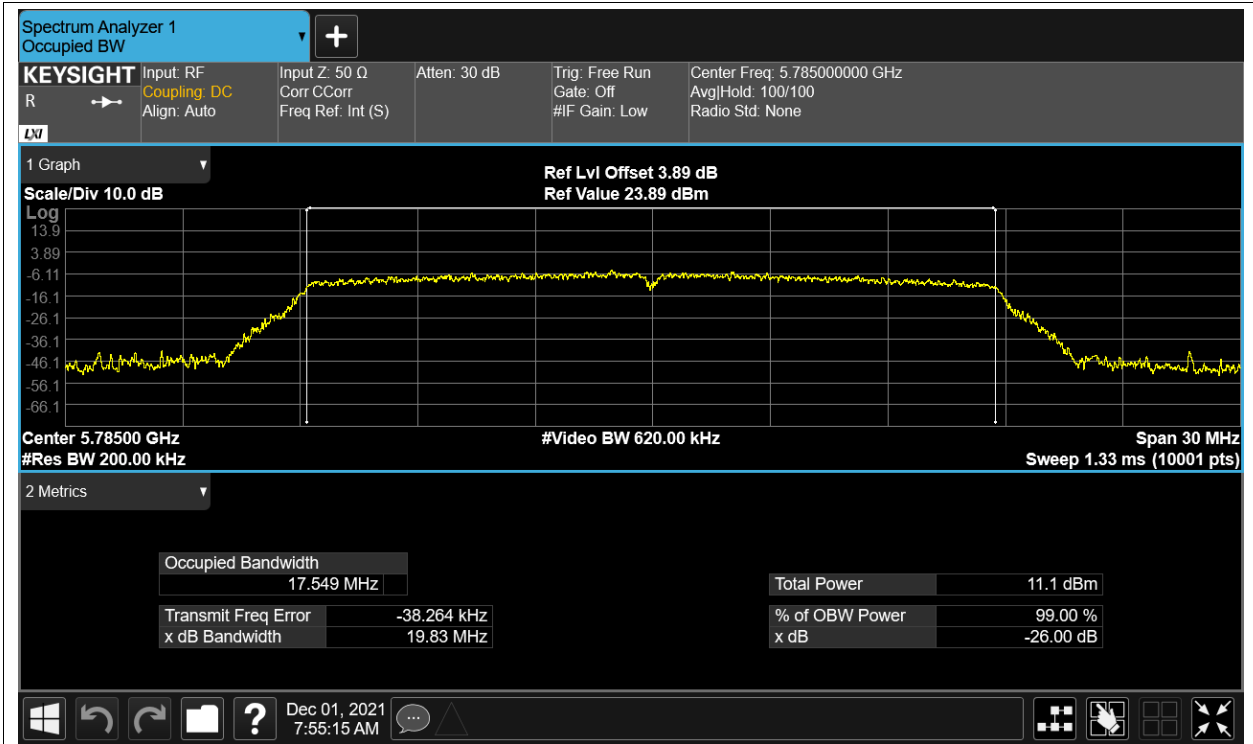 Spectrum Analyzer 1
Occupied BW
KEYSIGHT
R
LXI
Input: RF
Coupling: DC
Align: Auto
Input Z: 50 Ω
Corr CCorr
Freq Ref: Int (S)
Atten: 30 dB
Trig: Free Run
Gate: Off
#IF Gain: Low
Center Freq: 5.785000000 GHz
Avg|Hold: 100/100
Radio Std: None
1 Graph
Scale/Div 10.0 dB
Ref Lvl Offset 3.89 dB
Ref Value 23.89 dBm
Log
13.9
3.89
-6.11
-16.1
-26.1
-36.1
-46.1
-56.1
-66.1
Center 5.78500 GHz
#Video BW 620.00 kHz
Span 30 MHz
#Res BW 200.00 kHz
Sweep 1.33 ms (10001 pts)
2 Metrics
Occupied Bandwidth
17.549 MHz
Total Power 11.1 dBm
Transmit Freq Error -38.264 kHz
% of OBW Power 99.00 %
x dB Bandwidth 19.83 MHz
x dB -26.00 dB
?
Dec 01, 2021
7:55:15 AM